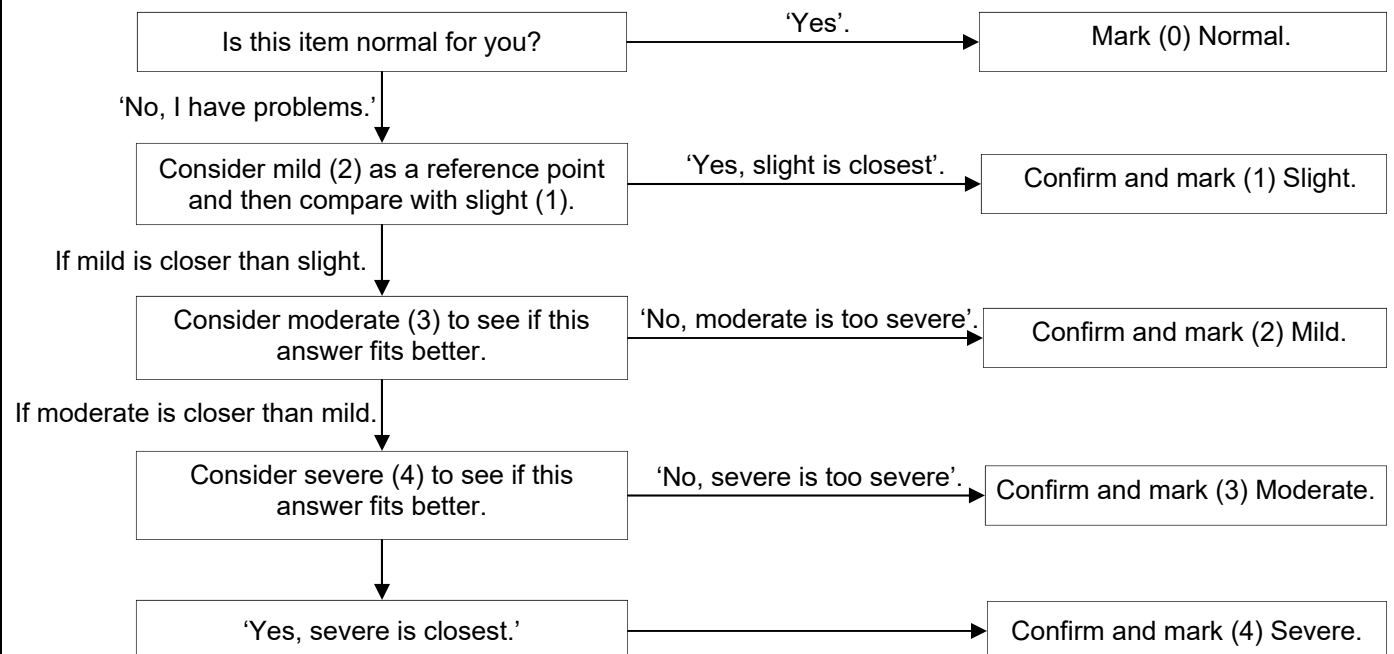 Is this item normal for you?
‘Yes’.
Mark (0) Normal.
‘No, I have problems.’
Consider mild (2) as a reference point
and then compare with slight (1).
‘Yes, slight is closest’.
Confirm and mark (1) Slight.
If mild is closer than slight.
Consider moderate (3) to see if this
answer fits better.
‘No, moderate is too severe’.
Confirm and mark (2) Mild.
If moderate is closer than mild.
Consider severe (4) to see if this
answer fits better.
‘No, severe is too severe’.
Confirm and mark (3) Moderate.
‘Yes, severe is closest.’
Confirm and mark (4) Severe.